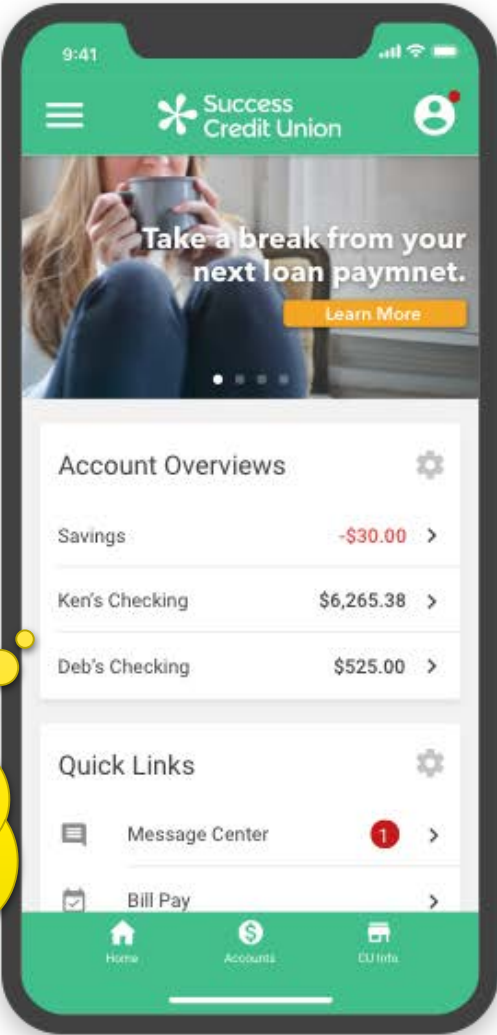 9:41
Success
Credit Union
Take a break from your
next loan paymnet.
Learn More
Account Overviews
Savings -$30.00
Ken's Checking $6,265.38
Deb's Checking $525.00
Quick Links
Message Center 1
Bill Pay
Home Accounts CU Info